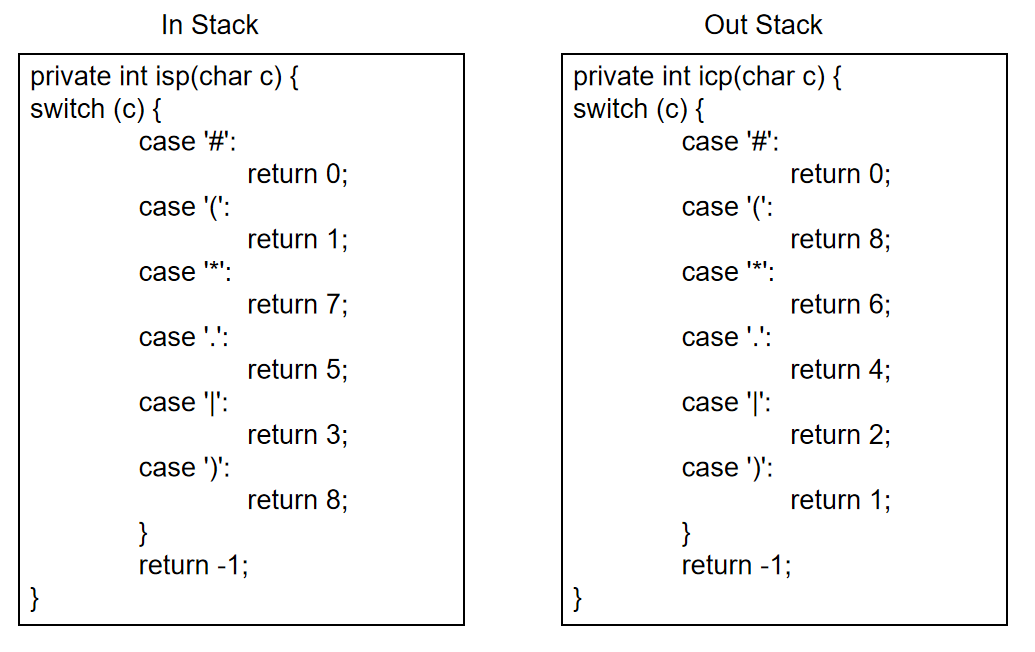 In Stack
private int isp(char c) {
switch (c) {
case '#':
return 0;
case '(':
return 1;
case '*':
return 7;
case '.':
return 5;
case '|':
return 3;
case ')':
return 8;
}
return -1;
}
Out Stack
private int icp(char c) {
switch (c) {
case '#':
return 0;
case '(':
return 8;
case '*':
return 6;
case '.':
return 4;
case '|':
return 2;
case ')':
return 1;
}
return -1;
}